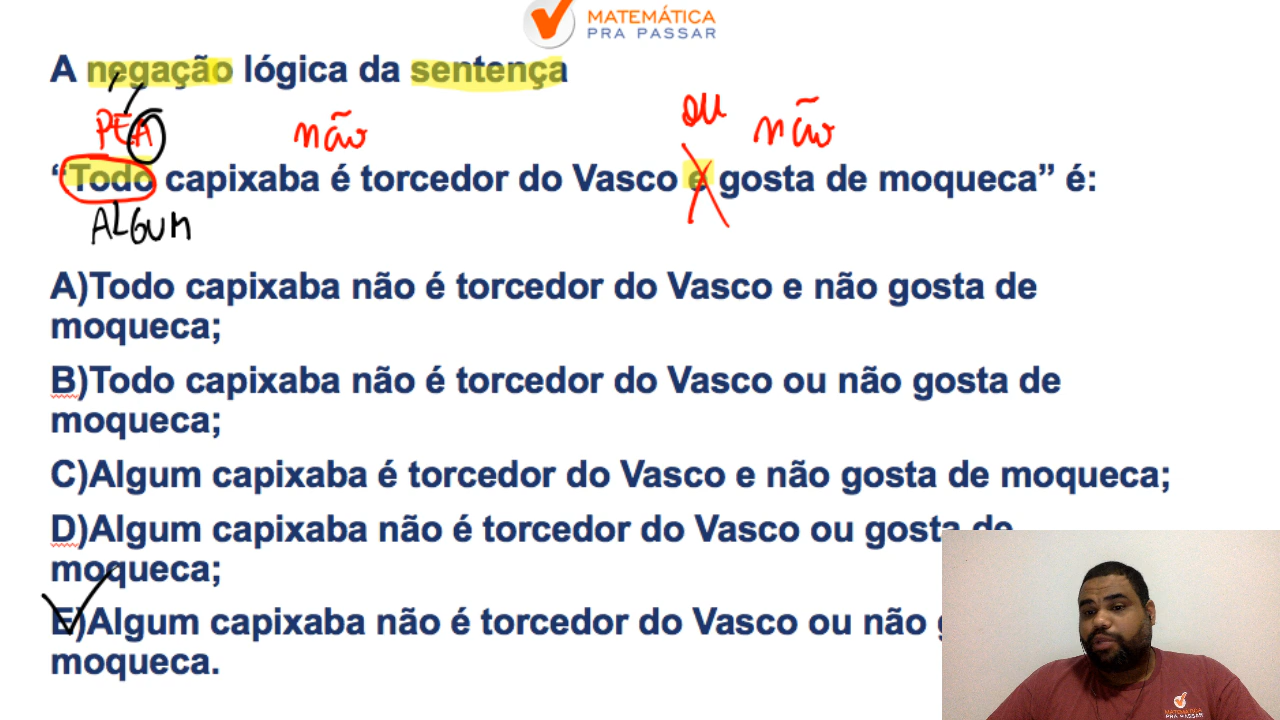 MATEMÁTICA
PRA PASSAR
A negação lógica da sentença
PEA não OU não
“Todo capixaba é torcedor do Vasco e gosta de moqueca” é:
ALGUM
A)Todo capixaba não é torcedor do Vasco e não gosta de
moqueca;
B)Todo capixaba não é torcedor do Vasco ou não gosta de
moqueca;
C)Algum capixaba é torcedor do Vasco e não gosta de moqueca;
D)Algum capixaba não é torcedor do Vasco ou gosta de
moqueca;
E)Algum capixaba não é torcedor do Vasco ou não
moqueca.
MATEMÁTICA
PRA PASSAR